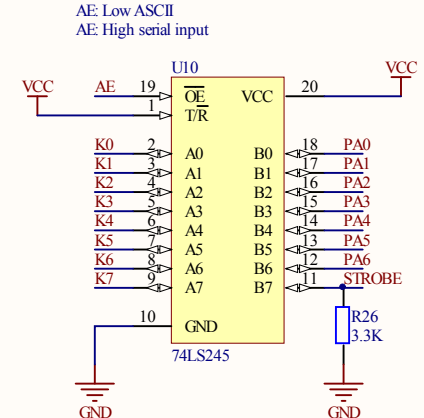 AE: Low ASCII
AE: High serial input
U10
VCC
VCC
AE 19 OE VCC 20
1 T/R
K0 2 A0 B0 18 PA0
K1 3 A1 B1 17 PA1
K2 4 A2 B2 16 PA2
K3 5 A3 B3 15 PA3
K4 6 A4 B4 14 PA4
K5 7 A5 B5 13 PA5
K6 8 A6 B6 12 PA6
K7 9 A7 B7 11 STROBE
10 GND
R26
3.3K
74LS245
GND
GND